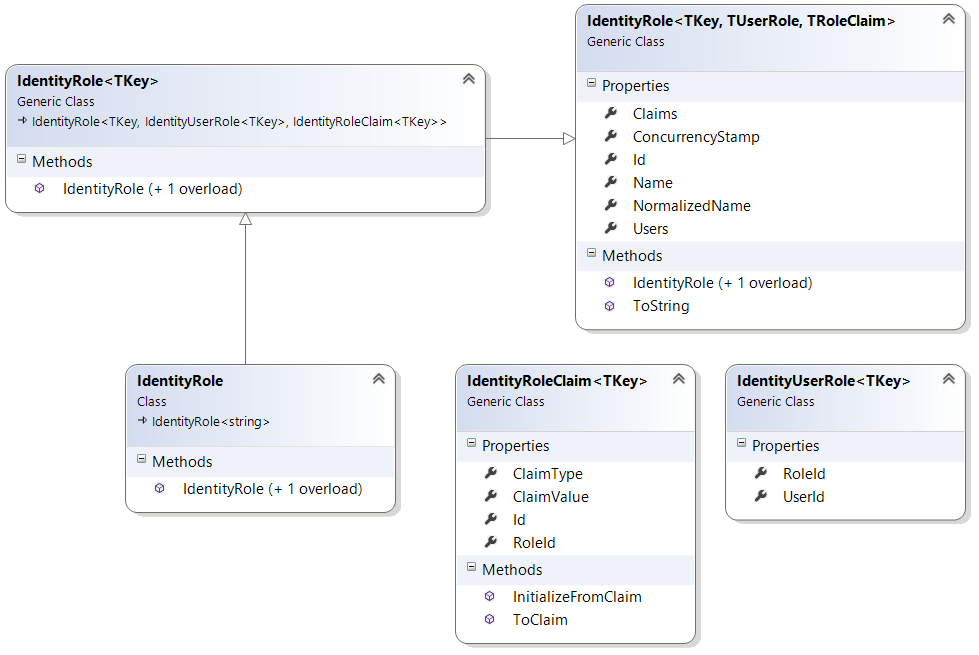 IdentityRole<TKey>
Generic Class
IdentityRole<TKey, IdentityUserRole<TKey>, IdentityRoleClaim<TKey>>
Methods
IdentityRole (+ 1 overload)
IdentityRole<TKey, TUserRole, TRoleClaim>
Generic Class
Properties
Claims
ConcurrencyStamp
Id
Name
NormalizedName
Users
Methods
IdentityRole (+ 1 overload)
ToString
IdentityRole
Class
IdentityRole<string>
Methods
IdentityRole (+ 1 overload)
IdentityRoleClaim<TKey>
Generic Class
Properties
ClaimType
ClaimValue
Id
RoleId
Methods
InitializeFromClaim
ToClaim
IdentityUserRole<TKey>
Generic Class
Properties
RoleId
UserId